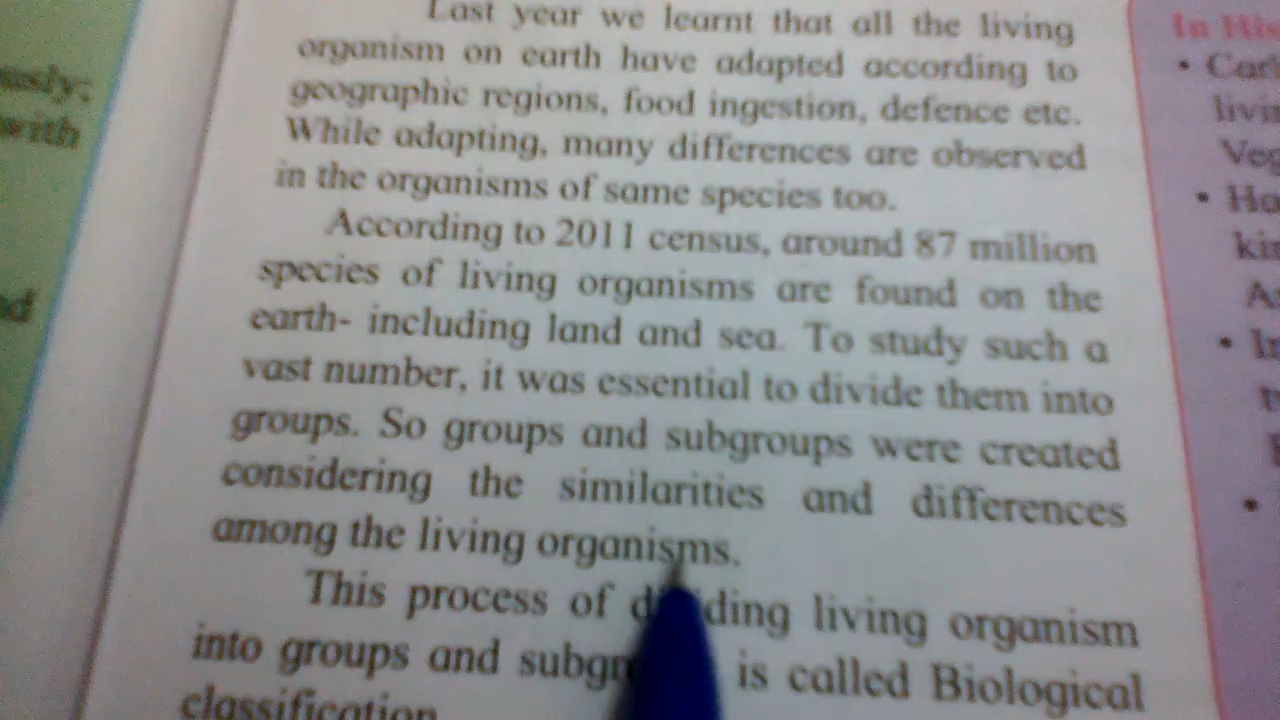 Last year we learnt that all the living
organism on earth have adapted according to
geographic regions, food ingestion, defence etc.
While adapting, many differences are observed
in the organisms of same species too.
According to 2011 census, around 87 million
species of living organisms are found on the
earth- including land and sea. To study such a
vast number, it was essential to divide them into
groups. So groups and subgroups were created
considering the similarities and differences
among the living organisms.
This process of dividing living organism
into groups and is called Biological
classification
with
In